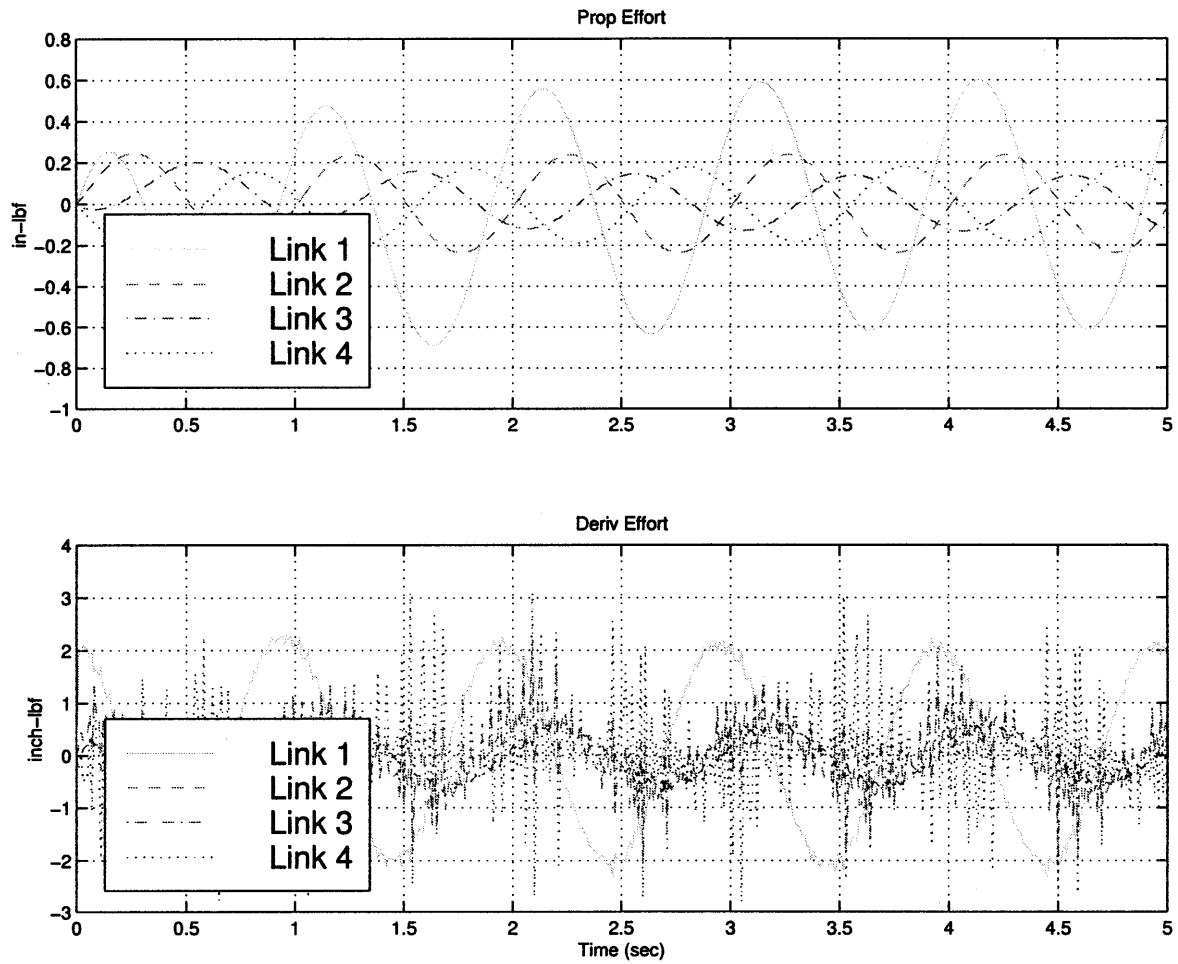 Prop Effort
0.8
0.6
0.4
0.2
0
−0.2
−0.4
−0.6
−0.8
−1
in−lbf
Link 1
Link 2
Link 3
Link 4
0 0.5 1 1.5 2 2.5 3 3.5 4 4.5 5
Deriv Effort
4
3
2
1
0
−1
−2
−3
inch−lbf
Link 1
Link 2
Link 3
Link 4
0 0.5 1 1.5 2 2.5 3 3.5 4 4.5 5
Time (sec)